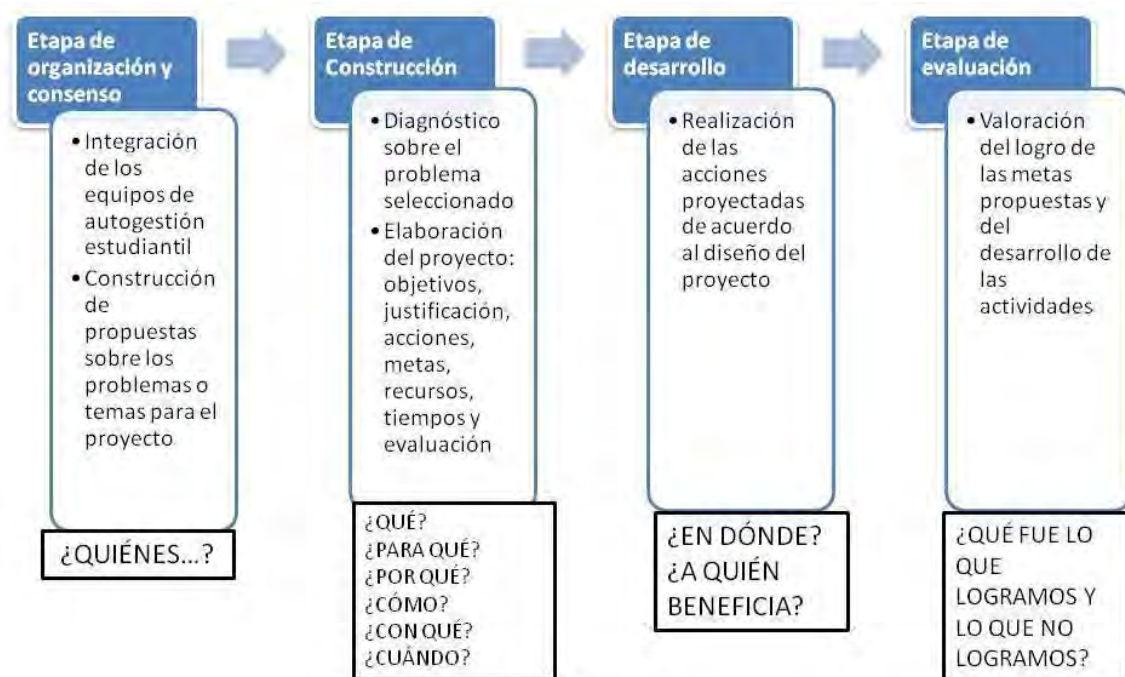 Etapa de
organización y
consenso
• Integración
de los
equipos de
autogestión
estudiantil
• Construcción
de
propuestas
sobre los
problemas o
temas para el
proyecto
¿QUIÉNES...?
Etapa de
Construcción
• Diagnóstico
sobre el
problema
seleccionado
• Elaboración
del proyecto:
objetivos,
justificación,
acciones,
metas,
recursos,
tiempos y
evaluación
¿QUÉ?
¿PARA QUÉ?
¿POR QUÉ?
¿CÓMO?
¿CON QUÉ?
¿CUÁNDO?
Etapa de
desarrollo
• Realización
de las
acciones
proyectadas
de acuerdo
al diseño del
proyecto
¿EN DÓNDE?
¿A QUIÉN
BENEFICIA?
Etapa de
evaluación
• Valoración
del logro de
las metas
propuestas y
del
desarrollo de
las
actividades
¿QUÉ FUE LO
QUE
LOGRAMOS Y
LO QUE NO
LOGRAMOS?